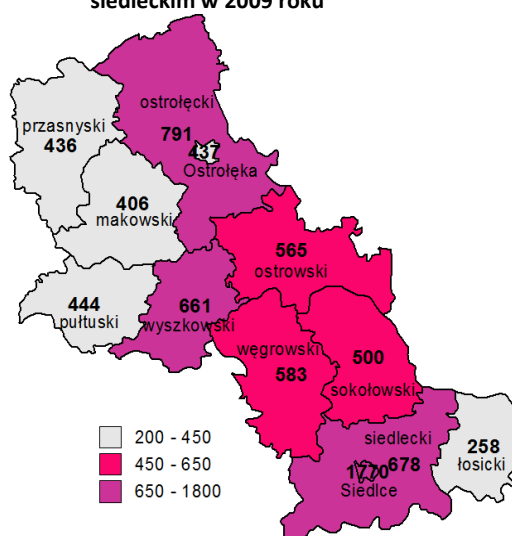 siedleckim w 2009 roku
ostrołęcki
791
przasnyski
436
437
Ostrołęka
406
makowski
565
ostrowski
444
pułtuski
661
wyszkowski
węgrowski
583
500
sokołowski
siedlecki
1770
678
Siedlce
258
łosicki
200 - 450
450 - 650
650 - 1800